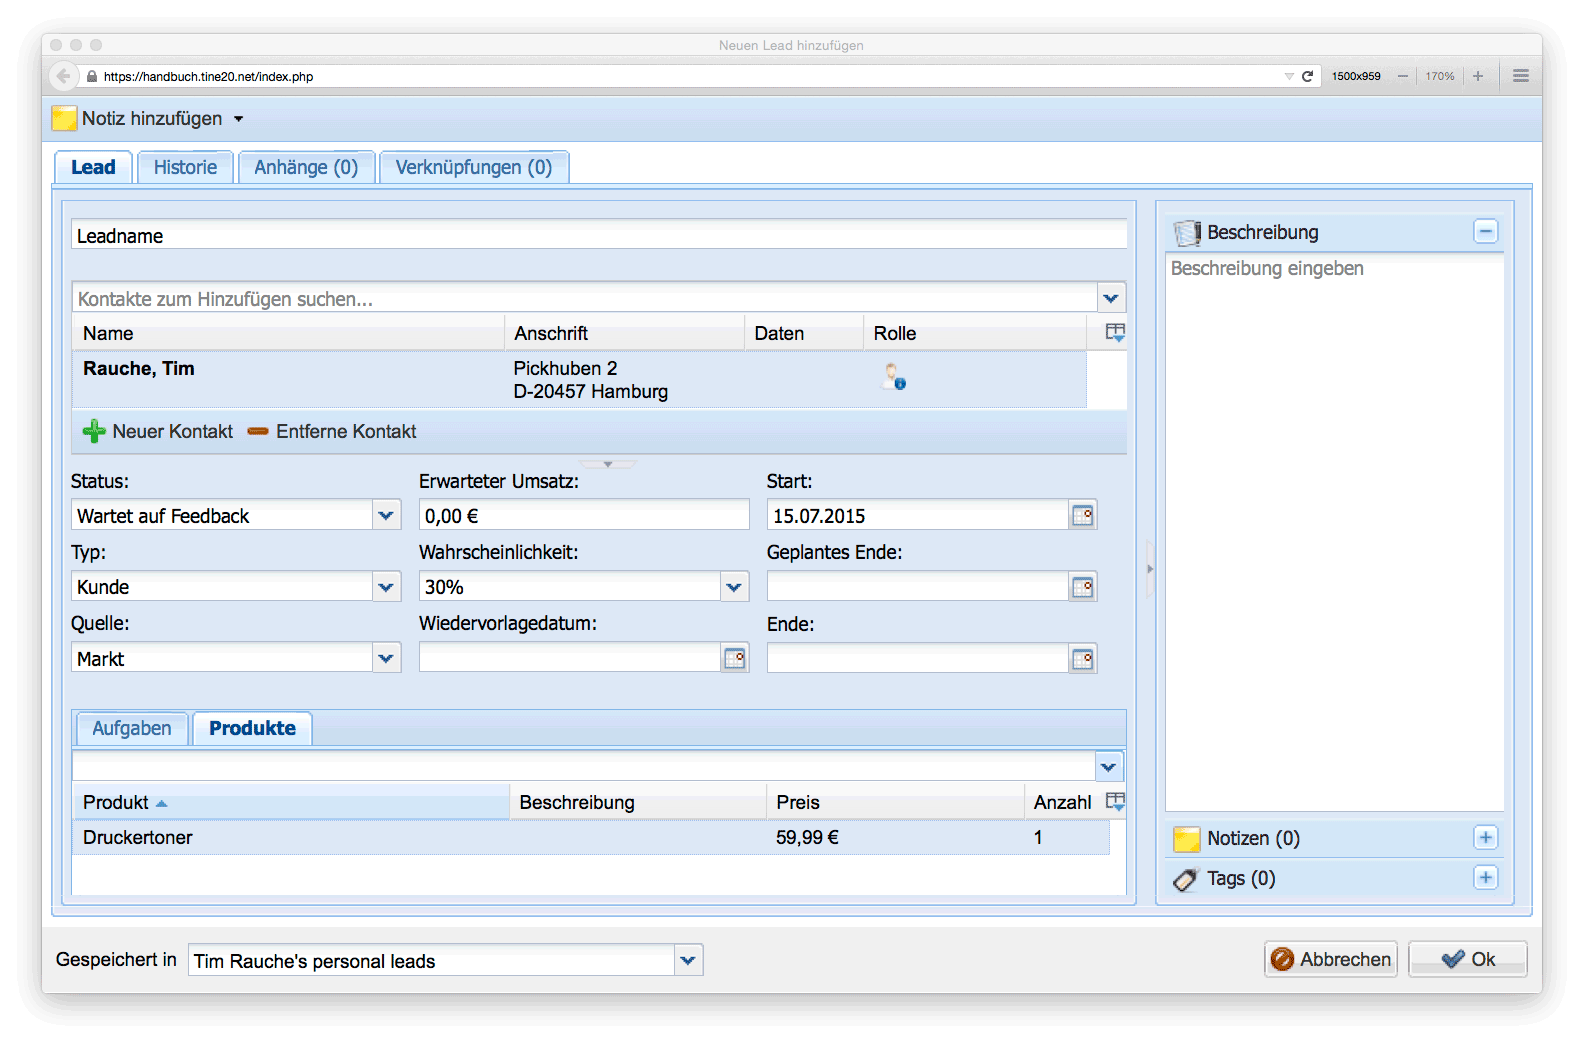 Neuen Lead hinzufügen
https://handbuch.tine20.net/index.php
1500x959
170%
Notiz hinzufügen
Lead
Historie
Anhänge (0)
Verknüpfungen (0)
Leadname
Kontakte zum Hinzufügen suchen...
Name
Anschrift
Daten
Rolle
Rauche, Tim
Pickhuben 2
D-20457 Hamburg
Neuer Kontakt
Entferne Kontakt
Status:
Erwarteter Umsatz:
Start:
Wartet auf Feedback
0,00 €
15.07.2015
Typ:
Wahrscheinlichkeit:
Geplantes Ende:
Kunde
30%
Quelle:
Wiedervorlagedatum:
Ende:
Markt
Aufgaben
Produkte
Produkt
Beschreibung
Preis
Anzahl
Druckertoner
59,99 €
1
Beschreibung
Beschreibung eingeben
Notizen (0)
Tags (0)
Gespeichert in
Tim Rauche's personal leads
Abbrechen
Ok